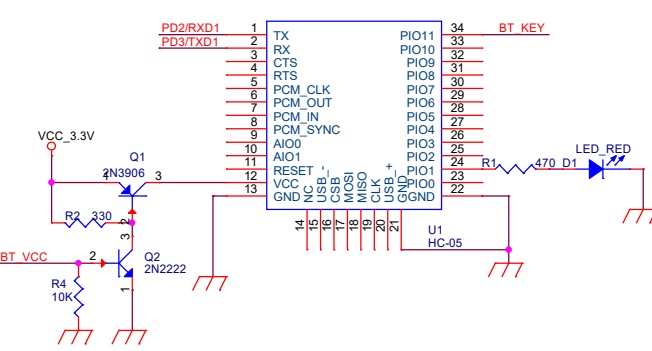 PD2/RXD1 1 TX PIO11 34 BT_KEY
PD3/TXD1 2 RX PIO10 33
3 CTS PIO9 32
4 RTS PIO8 31
5 PCM_CLK PIO7 30
6 PCM_OUT PIO6 29
7 PCM_IN PIO5 28
8 PCM_SYNC PIO4 27
9 AIO0 PIO3 26
10 AIO1 PIO2 25
11 RESET PIO1 24 R1 470 D1 LED_RED
12 VCC PIO0 23
13 GND GGND 22
NC USB_- CSB MOSI MISO CLK USB_+ GND
14 15 16 17 18 19 20 21
U1
HC-05
VCC_3.3V
Q1
2N3906
1 3
R2 330 2
3
BT_VCC 2 Q2
2N2222
R4
10K 1